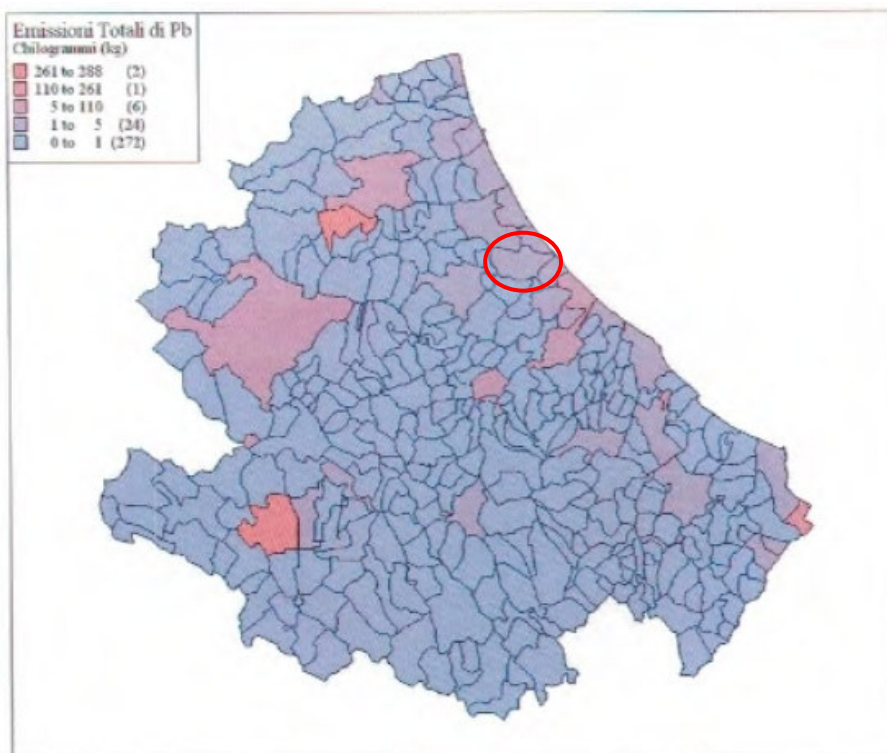 Emissioni Totali di Pb
Chilogrammi (kg)
261 to 288 (2)
110 to 261 (1)
5 to 110 (6)
1 to 5 (24)
0 to 1 (272)